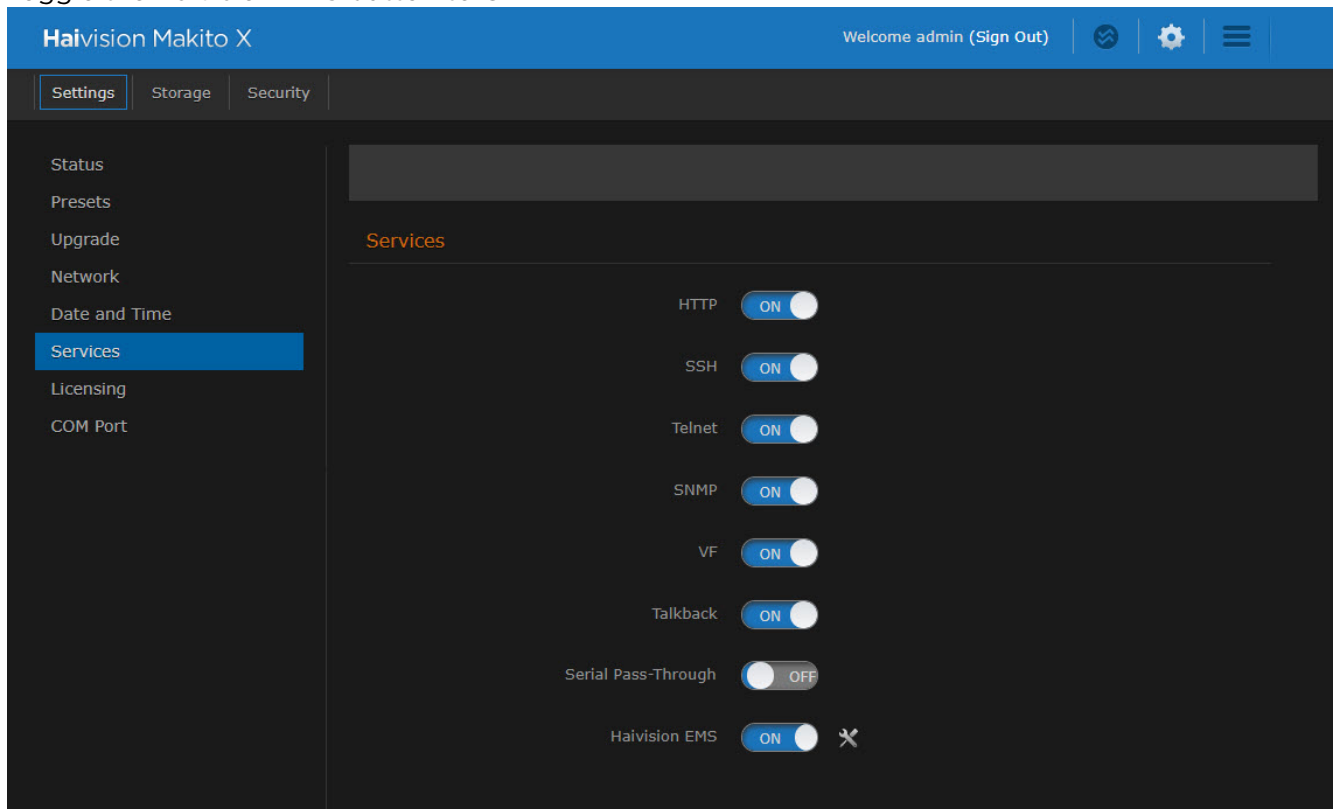 Haivision Makito X
Welcome admin (Sign Out)
Settings Storage Security
Status
Presets
Upgrade
Network
Date and Time
Services
Licensing
COM Port
Services
HTTP ON
SSH ON
Telnet ON
SNMP ON
VF ON
Talkback ON
Serial Pass-Through OFF
Haivision EMS ON